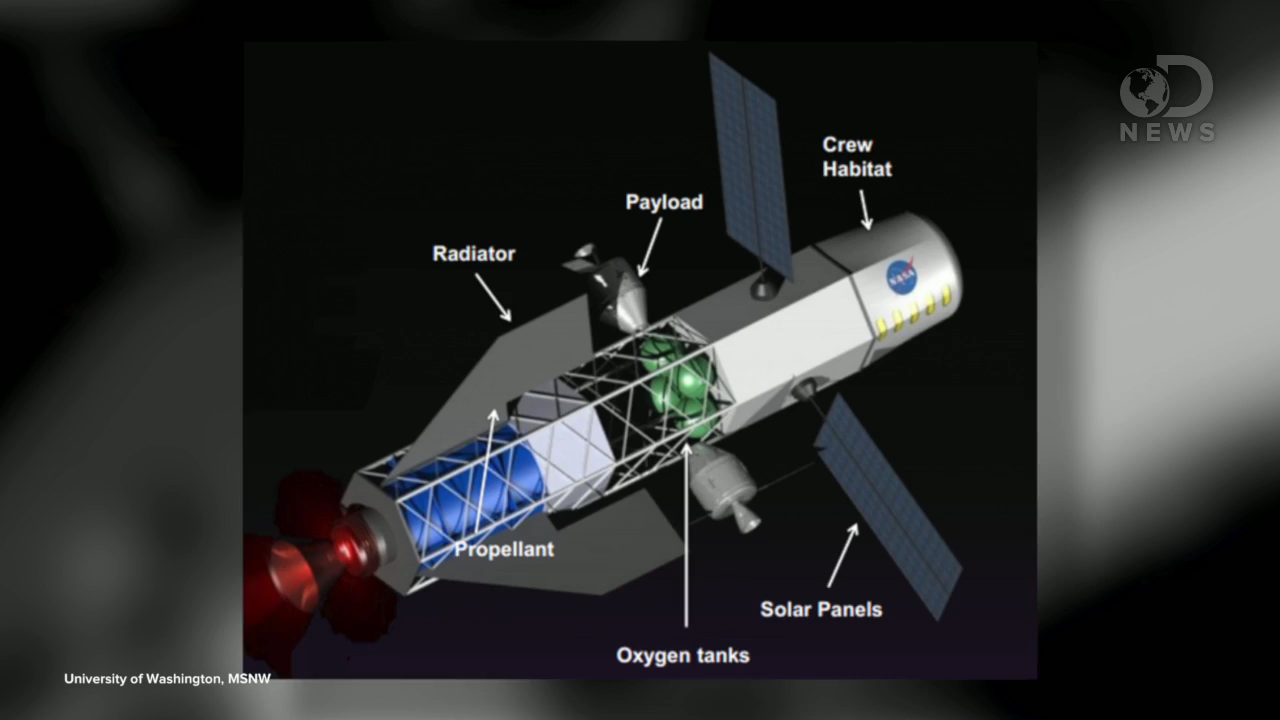 D
NEWS
Crew
Habitat
Payload
Radiator
NASA
Propellant
Solar Panels
Oxygen tanks
University of Washington, MSNW